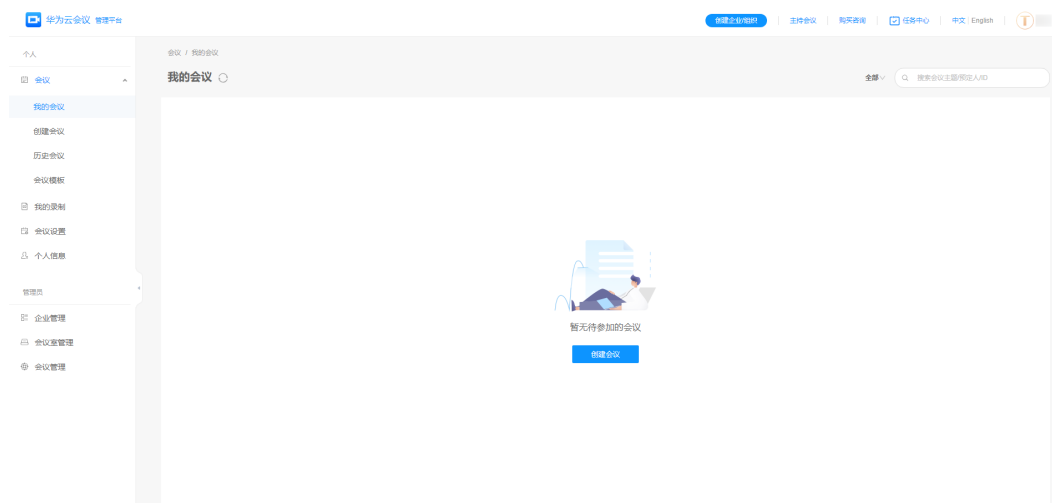 华为云会议 管理平台
创建企业/组织
主持会议
购买咨询
任务中心
中文 English
个人
会议
我的会议
创建会议
历史会议
会议模板
我的录制
会议设置
个人信息
管理员
企业管理
会议室管理
会议管理
会议 / 我的会议
我的会议
全部
搜索会议主题/预定人/ID
暂无待参加的会议
创建会议